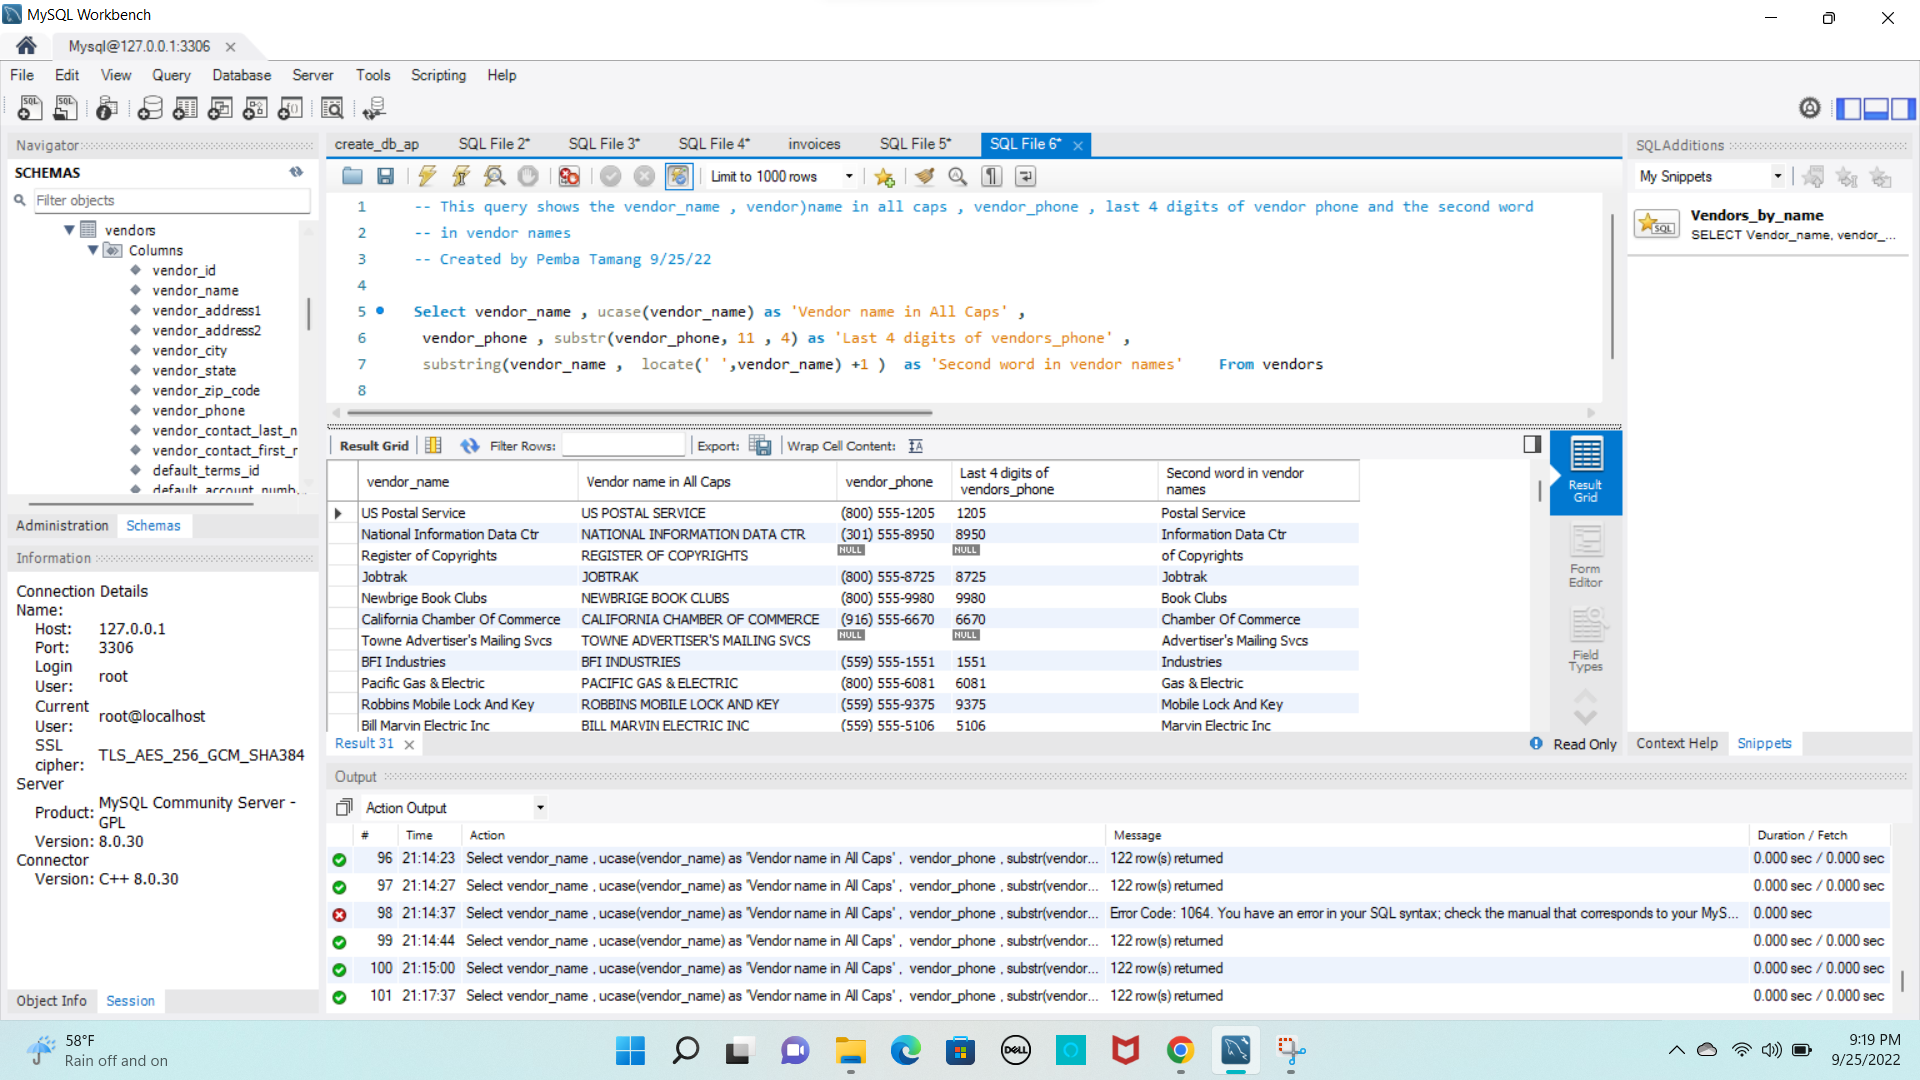 MySQL Workbench
Mysql@127.0.0.1:3306
File Edit View Query Database Server Tools Scripting Help
Navigator
SCHEMAS
Filter objects
vendors
Columns
vendor_id
vendor_name
vendor_address1
vendor_address2
vendor_city
vendor_state
vendor_zip_code
vendor_phone
vendor_contact_last_n
vendor_contact_first_r
default_terms_id
default_account_numb
Administration Schemas
Information
Connection Details
Name:
Host: 127.0.0.1
Port: 3306
Login User: root
Current User: root@localhost
SSL cipher: TLS_AES_256_GCM_SHA384
Server
Product: MySQL Community Server - GPL
Version: 8.0.30
Connector
Version: C++ 8.0.30
Object Info Session
create_db_ap SQL File 2* SQL File 3* SQL File 4* invoices SQL File 5* SQL File 6*
Limit to 1000 rows
1 -- This query shows the vendor_name , vendor)name in all caps , vendor_phone , last 4 digits of vendor phone and the second word
2 -- in vendor names
3 -- Created by Pemba Tamang 9/25/22
4
5 Select vendor_name , ucase(vendor_name) as 'Vendor name in All Caps' ,
6 vendor_phone , substr(vendor_phone, 11 , 4) as 'Last 4 digits of vendors_phone' ,
7 substring(vendor_name , locate(' ',vendor_name) +1 ) as 'Second word in vendor names' From vendors
8
Result Grid Filter Rows: Export: Wrap Cell Content:
vendor_name Vendor name in All Caps vendor_phone Last 4 digits of vendors_phone Second word in vendor names
US Postal Service US POSTAL SERVICE (800) 555-1205 1205 Postal Service
National Information Data Ctr NATIONAL INFORMATION DATA CTR (301) 555-8950 8950 Information Data Ctr
Register of Copyrights REGISTER OF COPYRIGHTS NULL NULL of Copyrights
Jobtrak JOBTRAK (800) 555-8725 8725 Jobtrak
Newbrige Book Clubs NEWBRIGE BOOK CLUBS (800) 555-9980 9980 Book Clubs
California Chamber Of Commerce CALIFORNIA CHAMBER OF COMMERCE (916) 555-6670 6670 Chamber Of Commerce
Towne Advertiser's Mailing Svcs TOWNE ADVERTISER'S MAILING SVCS NULL NULL Advertiser's Mailing Svcs
BFI Industries BFI INDUSTRIES (559) 555-1551 1551 Industries
Pacific Gas & Electric PACIFIC GAS & ELECTRIC (800) 555-6081 6081 Gas & Electric
Robbins Mobile Lock And Key ROBBINS MOBILE LOCK AND KEY (559) 555-9375 9375 Mobile Lock And Key
Bill Marvin Electric Inc BILL MARVIN ELECTRIC INC (559) 555-5106 5106 Marvin Electric Inc
Result 31
Read Only
Result Grid
Form Editor
Field Types
SQLAdditions
My Snippets
SQL
Vendors_by_name
SELECT Vendor_name, vendor_...
Context Help Snippets
Output
Action Output
# Time Action Message Duration / Fetch
96 21:14:23 Select vendor_name , ucase(vendor_name) as 'Vendor name in All Caps' , vendor_phone , substr(vendor... 122 row(s) returned 0.000 sec / 0.000 sec
97 21:14:27 Select vendor_name , ucase(vendor_name) as 'Vendor name in All Caps' , vendor_phone , substr(vendor... 122 row(s) returned 0.000 sec / 0.000 sec
98 21:14:37 Select vendor_name , ucase(vendor_name) as 'Vendor name in All Caps' , vendor_phone , substr(vendor... Error Code: 1064. You have an error in your SQL syntax; check the manual that corresponds to your MyS... 0.000 sec
99 21:14:44 Select vendor_name , ucase(vendor_name) as 'Vendor name in All Caps' , vendor_phone , substr(vendor... 122 row(s) returned 0.000 sec / 0.000 sec
100 21:15:00 Select vendor_name , ucase(vendor_name) as 'Vendor name in All Caps' , vendor_phone , substr(vendor... 122 row(s) returned 0.000 sec / 0.000 sec
101 21:17:37 Select vendor_name , ucase(vendor_name) as 'Vendor name in All Caps' , vendor_phone , substr(vendor... 122 row(s) returned 0.000 sec / 0.000 sec
58°F
Rain off and on
DELL
9:19 PM
9/25/2022